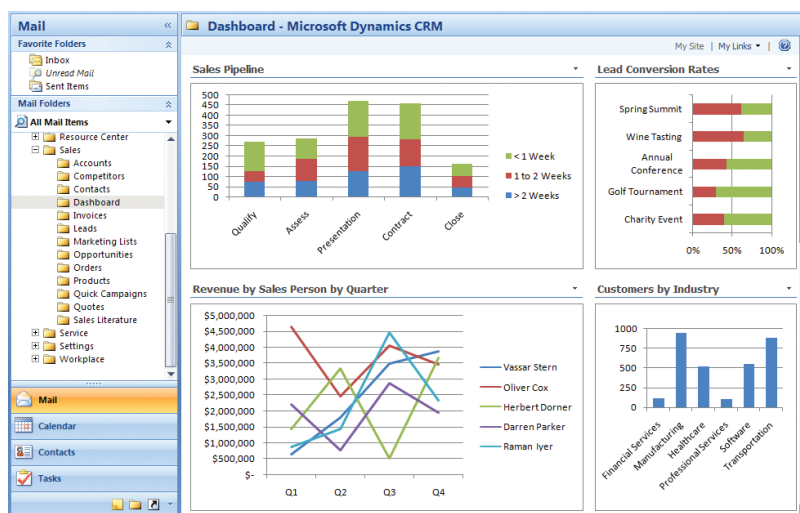 Mail «
Favorite Folders
Inbox
Unread Mail
Sent Items
Mail Folders
All Mail Items
Resource Center
Sales
Accounts
Competitors
Contacts
Dashboard
Invoices
Leads
Marketing Lists
Opportunities
Orders
Products
Quick Campaigns
Quotes
Sales Literature
Service
Settings
Workplace
Mail
Calendar
Contacts
Tasks
Dashboard - Microsoft Dynamics CRM
My Site | My Links |
Sales Pipeline
500
450
400
350
300
250
200
150
100
50
0
Qualify
Assess
Presentation
Contract
Close
< 1 Week
1 to 2 Weeks
> 2 Weeks
Lead Conversion Rates
Spring Summit
Wine Tasting
Annual
Conference
Golf Tournament
Charity Event
0% 50% 100%
Revenue by Sales Person by Quarter
$5,000,000
$4,500,000
$4,000,000
$3,500,000
$3,000,000
$2,500,000
$2,000,000
$1,500,000
$1,000,000
$500,000
$-
Q1 Q2 Q3 Q4
Vassar Stern
Oliver Cox
Herbert Dorner
Darren Parker
Raman Iyer
Customers by Industry
1000
750
500
250
0
Financial Services
Manufacturing
Healthcare
Professional Services
Software
Transportation